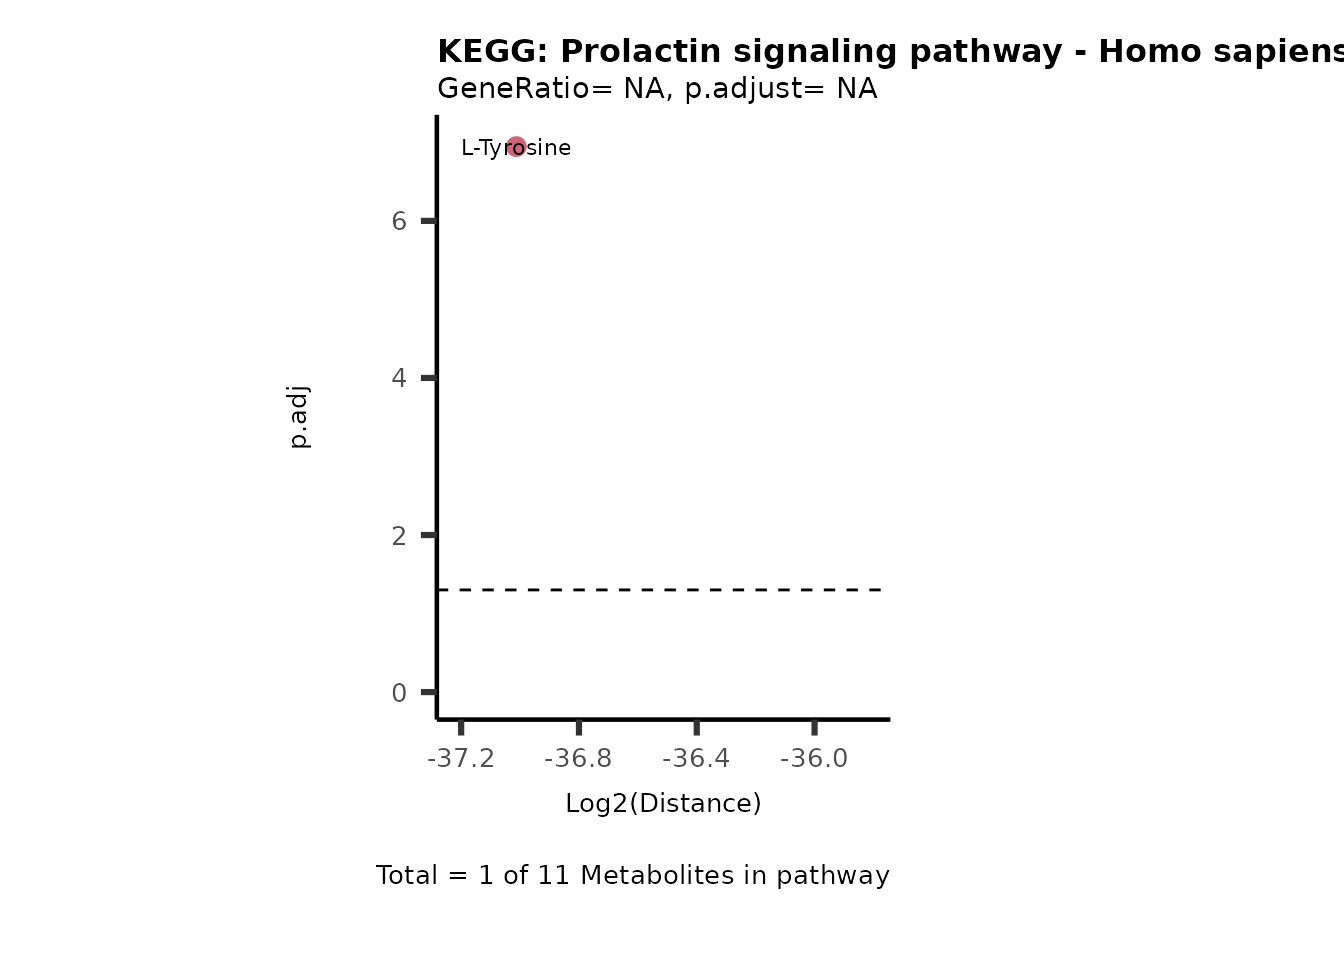 KEGG: Prolactin signaling pathway - Homo sapiens
GeneRatio= NA, p.adjust= NA
L-Tyrosine
6
4
2
0
p.adj
-37.2 -36.8 -36.4 -36.0
Log2(Distance)
Total = 1 of 11 Metabolites in pathway